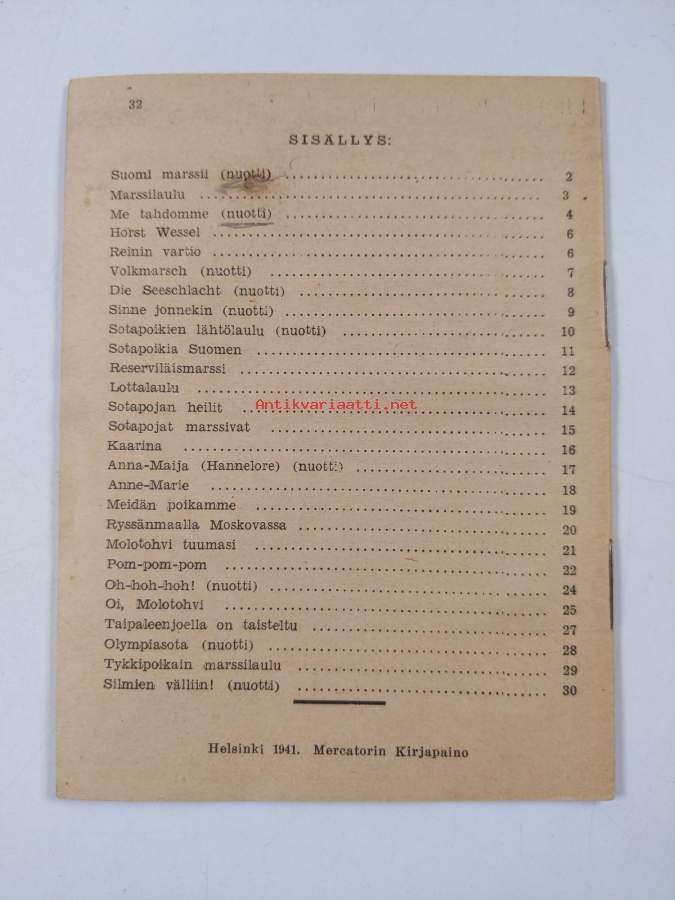 32
SISÄLLYS:
Suomi marssii (nuotti) .......... 2
Marssilaulu .......... 3
Me tahdomme (nuotti) .......... 4
Horst Wessel .......... 6
Reinin vartio .......... 6
Volkmarsch (nuotti) .......... 7
Die Seeschlacht (nuotti) .......... 8
Sinne jonnekin (nuotti) .......... 9
Sotapoikien lähtölaulu (nuotti) .......... 10
Sotapoikia Suomen .......... 11
Reserviläismarssi .......... 12
Lottalaulu .......... 13
Sotapojan heilit .......... 14
Antikvariaatti.net
Sotapojat marssivat .......... 15
Kaarina .......... 16
Anna-Maija (Hannelore) (nuotti) .......... 17
Anne-Marie .......... 18
Meidän poikamme .......... 19
Ryssänmaalla Moskovassa .......... 20
Molotohvi tuumasi .......... 21
Pom-pom-pom .......... 22
Oh-hoh-hoh! (nuotti) .......... 24
Oi, Molotohvi .......... 25
Taipaleenjoella on taisteltu .......... 27
Olympiasota (nuotti) .......... 28
Tykkipoikain marssilaulu .......... 29
Silmien välliin! (nuotti) .......... 30
Helsinki 1941. Mercatorin Kirjapaino